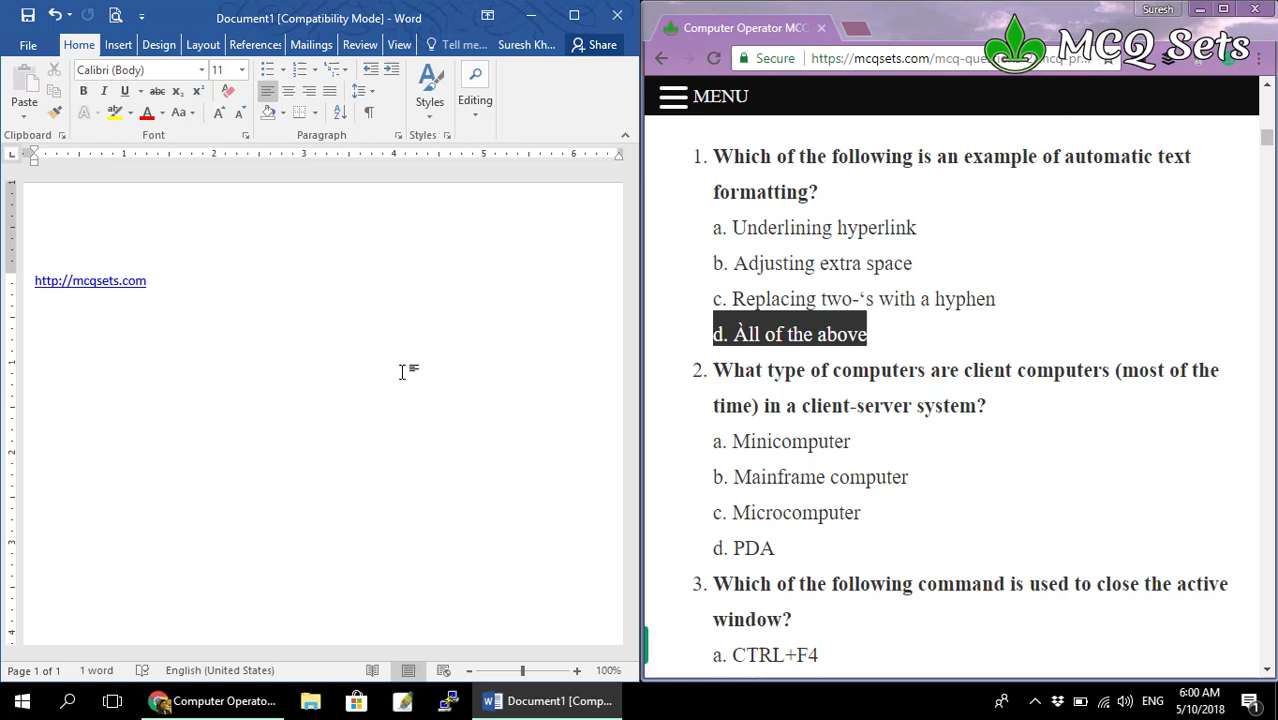 Document1 [Compatibility Mode] - Word
File Home Insert Design Layout References Mailings Review View Tell me... Suresh Kh... Share
Calibri (Body) 11
Paste
Styles
Editing
Clipboard Font Paragraph Styles
1 2 3 4 5 6
http://mcqsets.com
Page 1 of 1 1 word English (United States) 100%
Suresh
Computer Operator MC
Secure https://mcqsets.com/mcq-que
MCQ Sets
MENU
1. Which of the following is an example of automatic text
formatting?
a. Underlining hyperlink
b. Adjusting extra space
c. Replacing two-‘s with a hyphen
d. All of the above
2. What type of computers are client computers (most of the
time) in a client-server system?
a. Minicomputer
b. Mainframe computer
c. Microcomputer
d. PDA
3. Which of the following command is used to close the active
window?
a. CTRL+F4
Computer Operato...
Document1 [Comp...
ENG
6:00 AM
5/10/2018